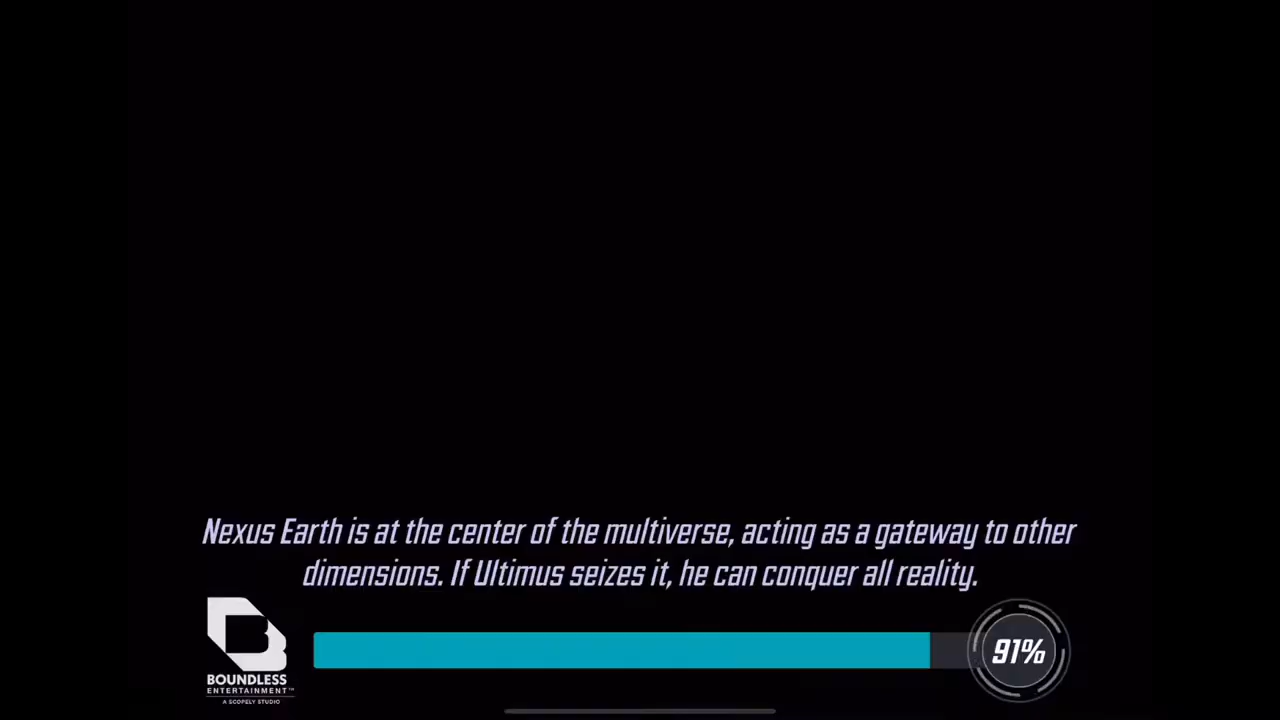 Nexus Earth is at the center of the multiverse, acting as a gateway to other
dimensions. If Ultimus seizes it, he can conquer all reality.
91%
BOUNDLESS
ENTERTAINMENT™
A SCOPELY STUDIO